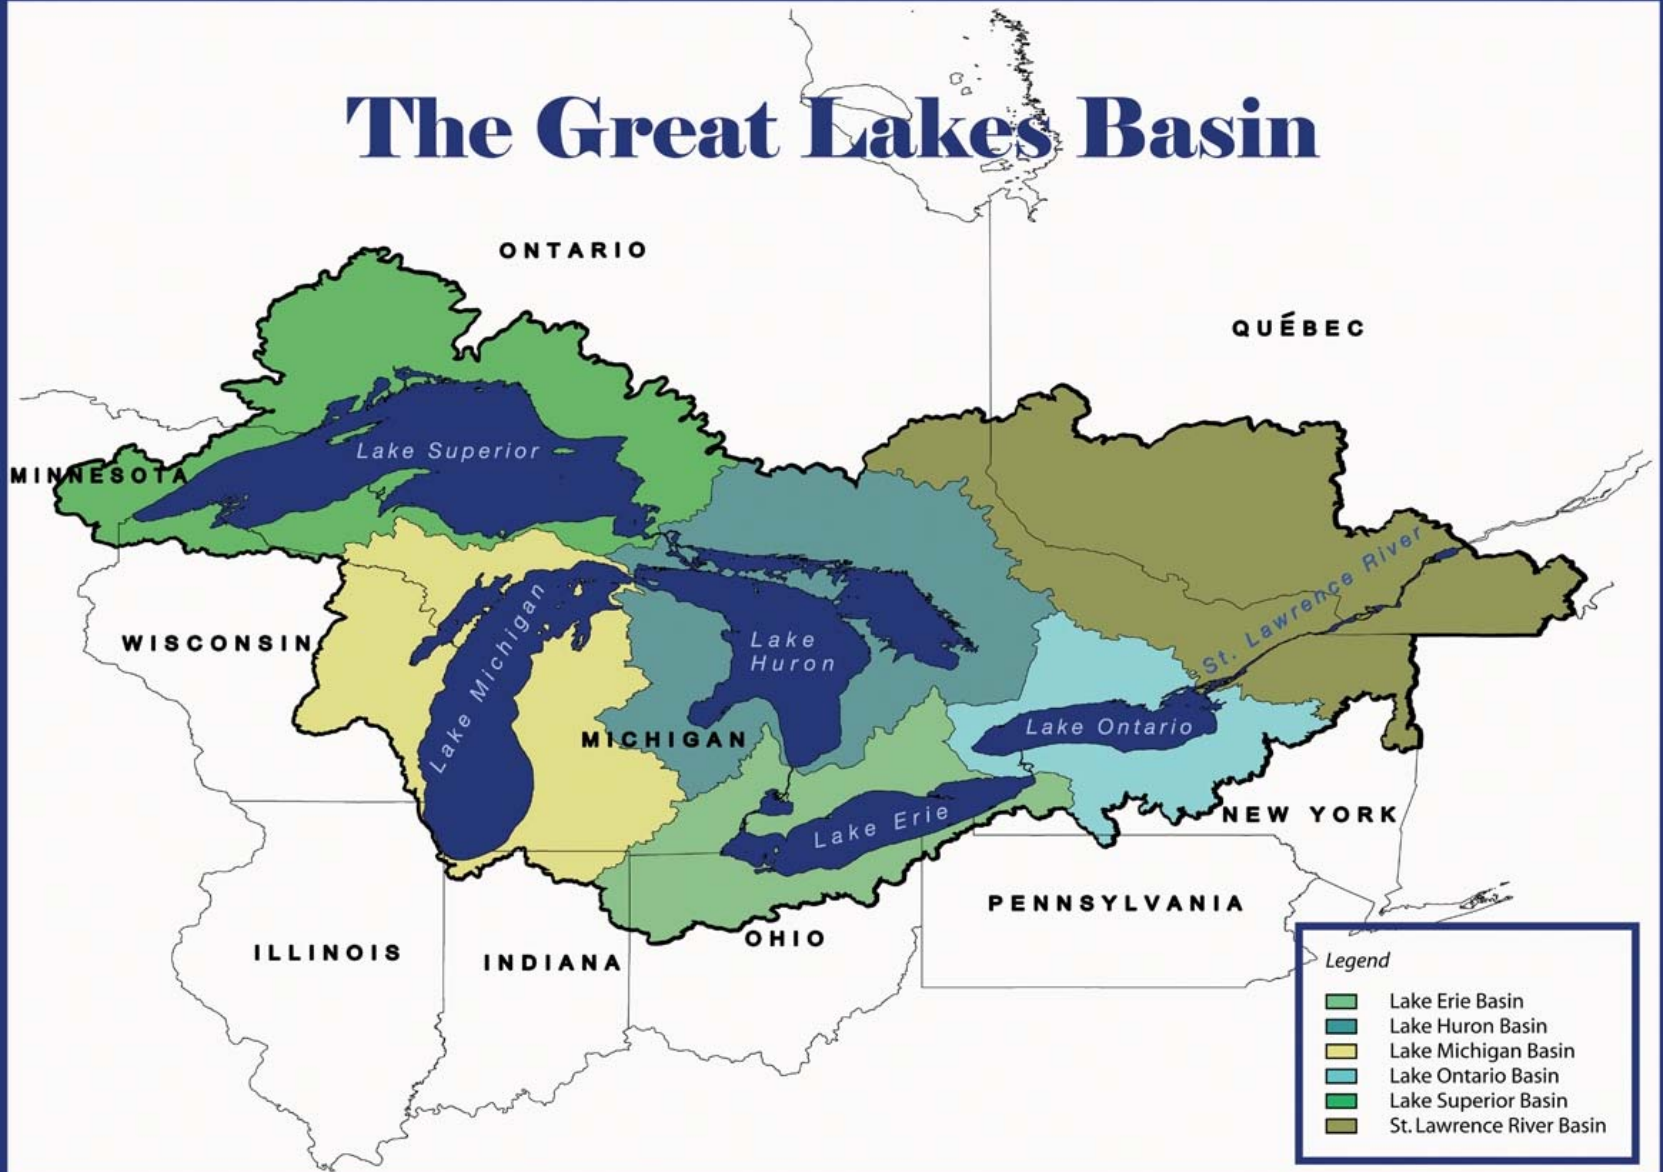 The Great Lakes Basin
ONTARIO
QUÉBEC
Lake Superior
MINNESOTA
St. Lawrence River
Lake Michigan
WISCONSIN
Lake
Huron
MICHIGAN
Lake Ontario
Lake Erie
NEW YORK
PENNSYLVANIA
ILLINOIS
INDIANA
OHIO
Legend
Lake Erie Basin
Lake Huron Basin
Lake Michigan Basin
Lake Ontario Basin
Lake Superior Basin
St. Lawrence River Basin